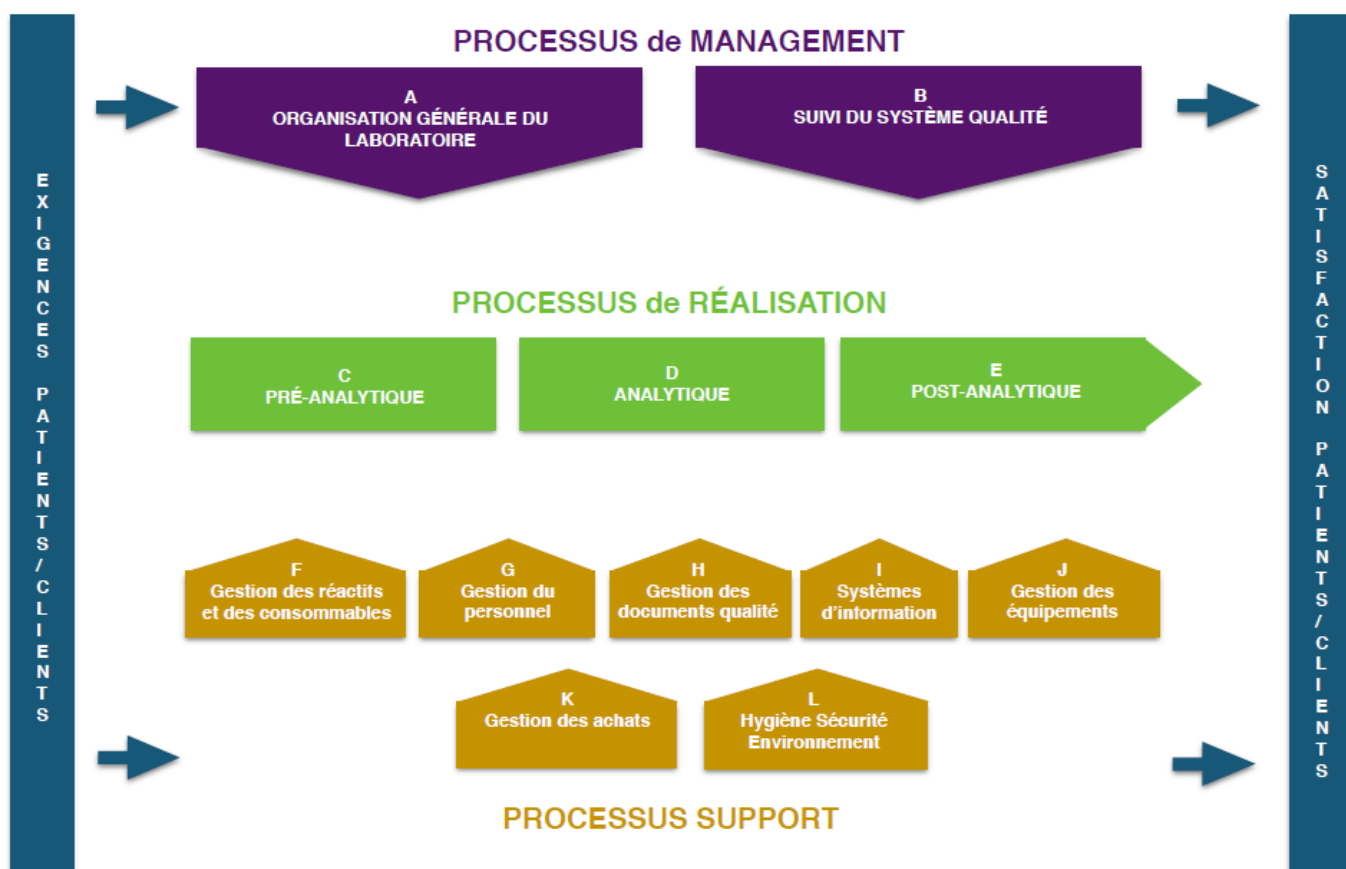 EXIGENCES PATIENTS/CLIENTS
PROCESSUS de MANAGEMENT
A
ORGANISATION GÉNÉRALE DU
LABORATOIRE
B
SUIVI DU SYSTÈME QUALITÉ
PROCESSUS de RÉALISATION
C
PRÉ-ANALYTIQUE
D
ANALYTIQUE
E
POST-ANALYTIQUE
F
Gestion des réactifs
et des consommables
G
Gestion du
personnel
H
Gestion des
documents qualité
I
Systèmes
d'information
J
Gestion des
équipements
K
Gestion des achats
L
Hygiène Sécurité
Environnement
PROCESSUS SUPPORT
SATISFACTION PATIENTS/CLIENTS